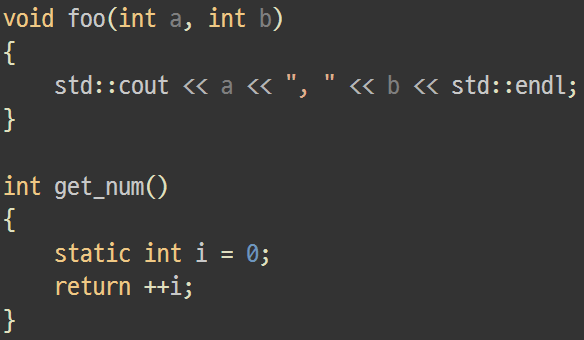 void foo(int a, int b)
{
    std::cout << a << ", " << b << std::endl;
}

int get_num()
{
    static int i = 0;
    return ++i;
}